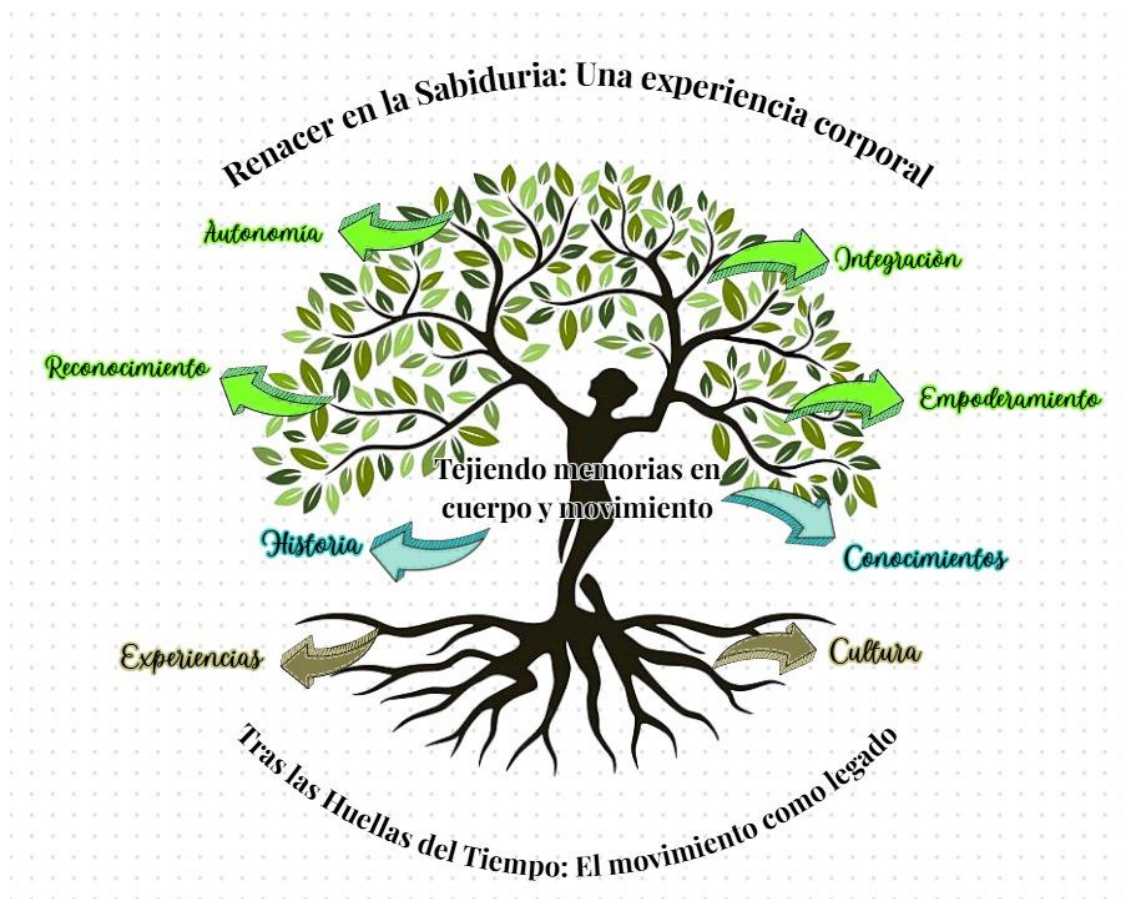 Renacer en la Sabiduria: Una experiencia corporal
Autonomía
Integraciòn
Reconocimiento
Empoderamiento
Tejiendo memorias en
cuerpo y movimiento
Historia
Conocimientos
Experiencias
Cultura
Tras las Huellas del Tiempo: El movimiento como legado